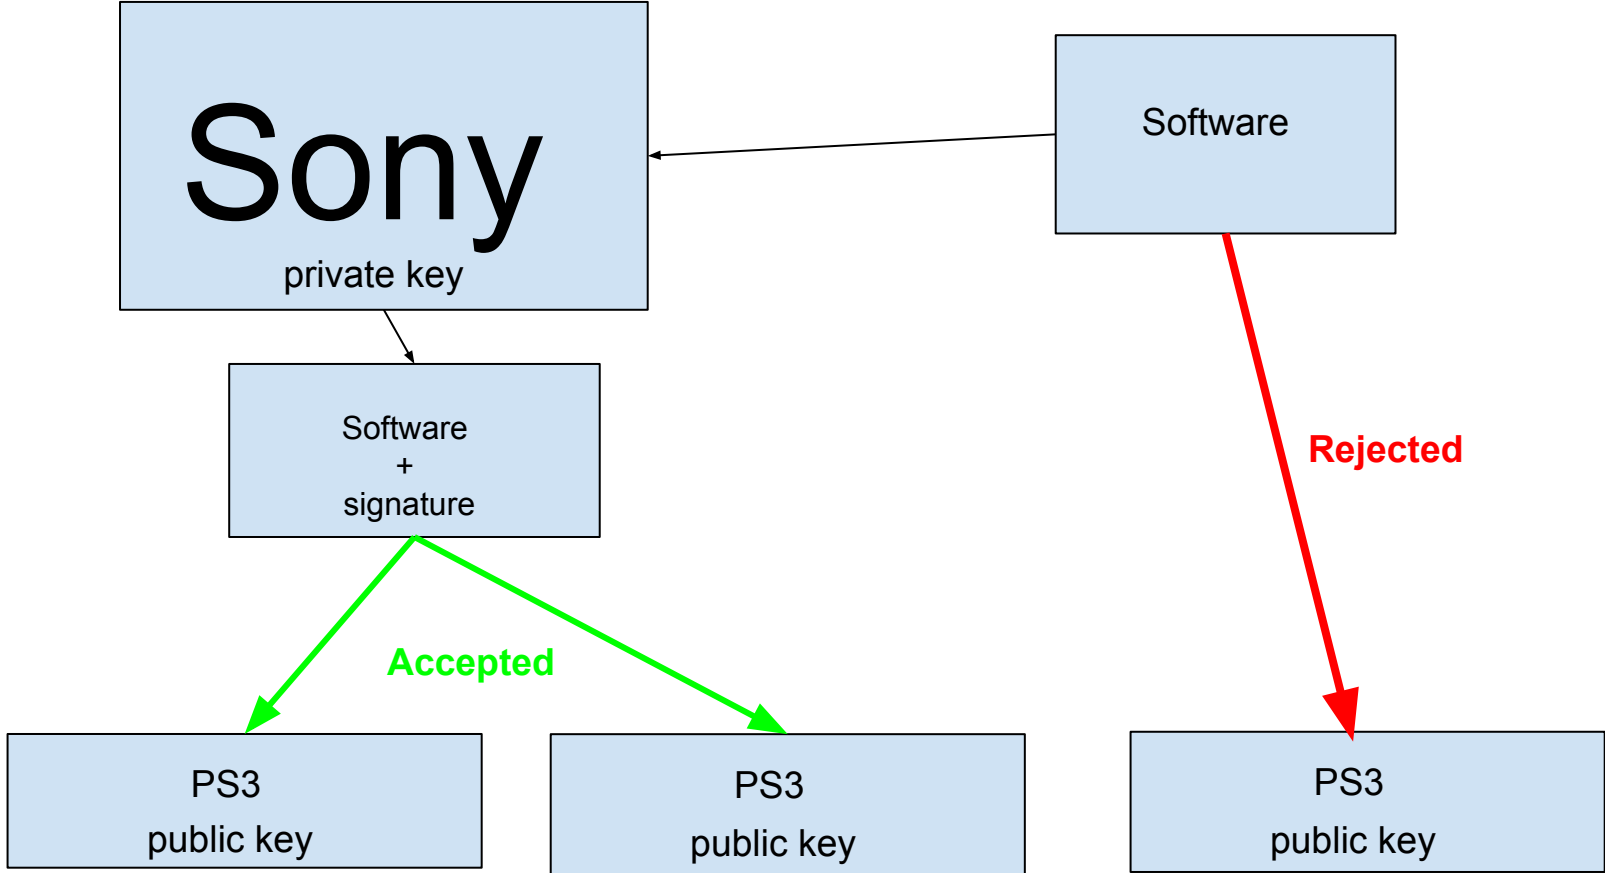 Sony
private key
Software
Software
+
signature
Rejected
Accepted
PS3
public key
PS3
public key
PS3
public key